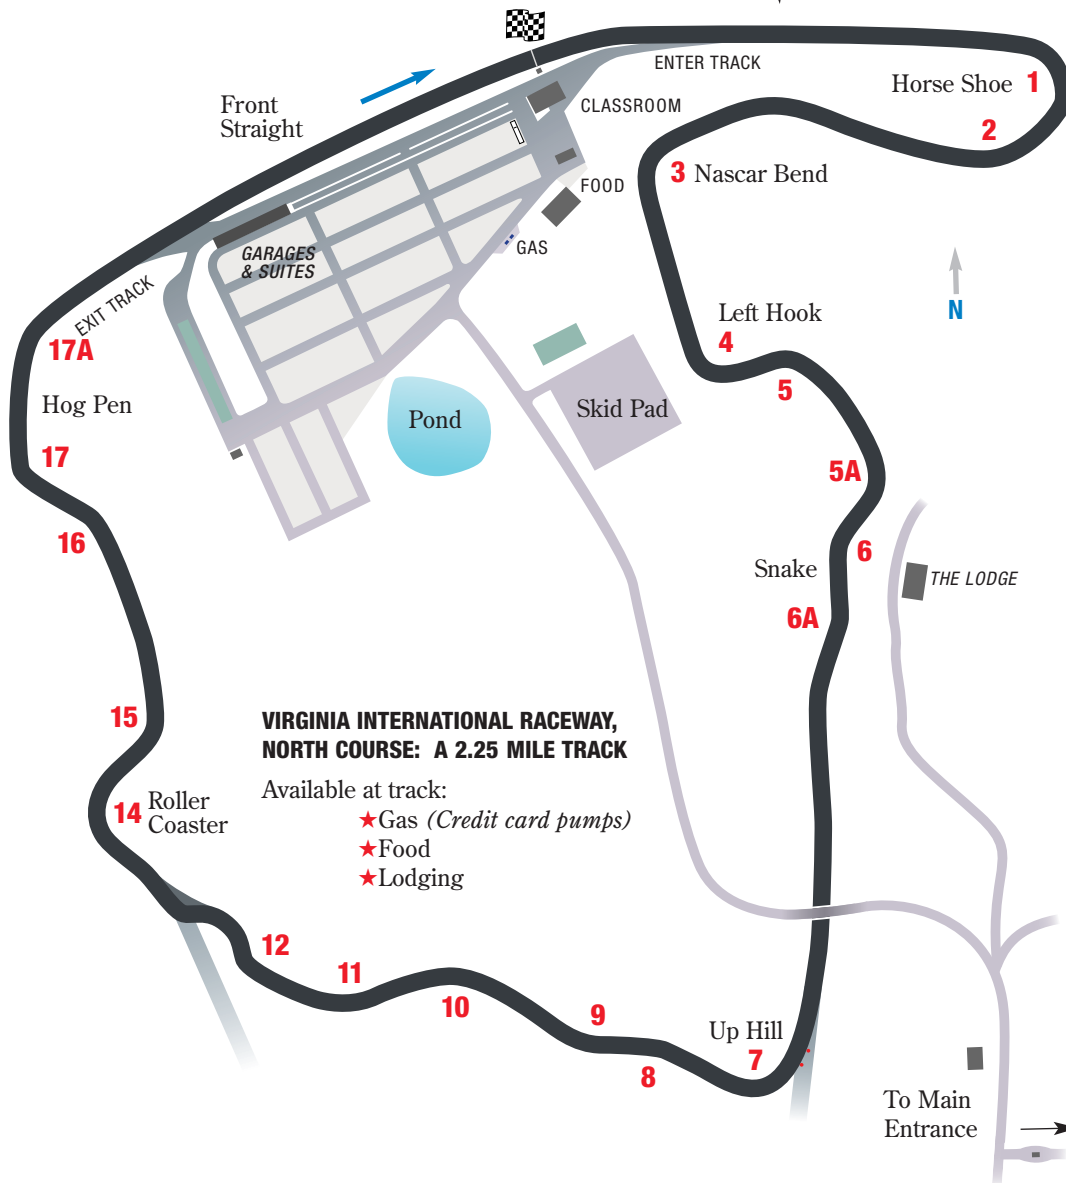 ENTER TRACK
Horse Shoe 1
2
Front
Straight
CLASSROOM
3 Nascar Bend
FOOD
GAS
GARAGES
& SUITES
EXIT TRACK
N
Left Hook
4
17A
5
Hog Pen
Pond
Skid Pad
17
5A
16
6
Snake
THE LODGE
6A
15
VIRGINIA INTERNATIONAL RACEWAY,
NORTH COURSE: A 2.25 MILE TRACK
Available at track:
★Gas (Credit card pumps)
★Food
★Lodging
14 Roller
Coaster
12
11
10
9
Up Hill
7
8
To Main
Entrance